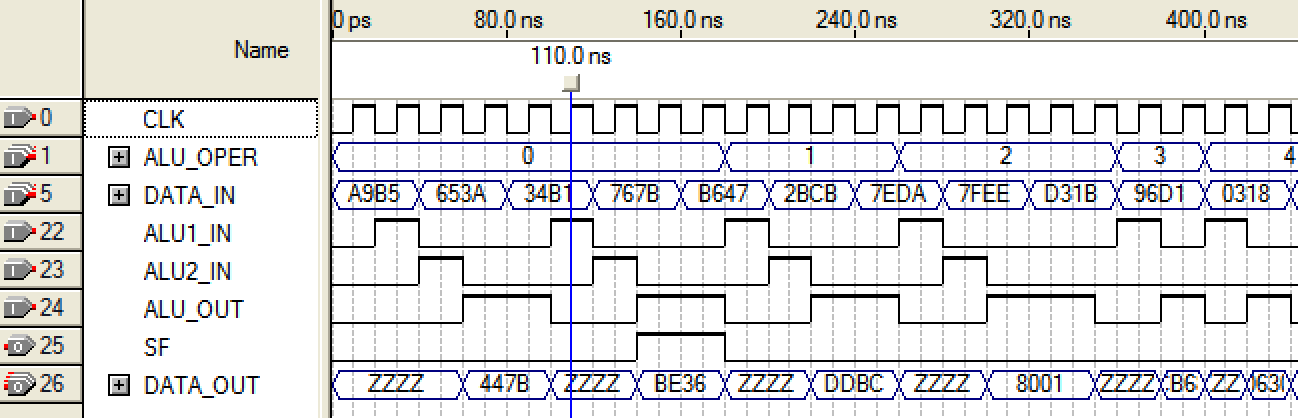 0 ps 80.0 ns 160.0 ns 240.0 ns 320.0 ns 400.0 ns
Name
110.0 ns
0 CLK
1 ALU_OPER 0 1 2 3 4
5 DATA_IN A9B5 653A 34B1 767B B647 2BCB 7EDA 7FEE D31B 96D1 0318
22 ALU1_IN
23 ALU2_IN
24 ALU_OUT
25 SF
26 DATA_OUT ZZZZ 447B ZZZZ BE36 ZZZZ DDBC ZZZZ 8001 ZZZZ B6 ZZ